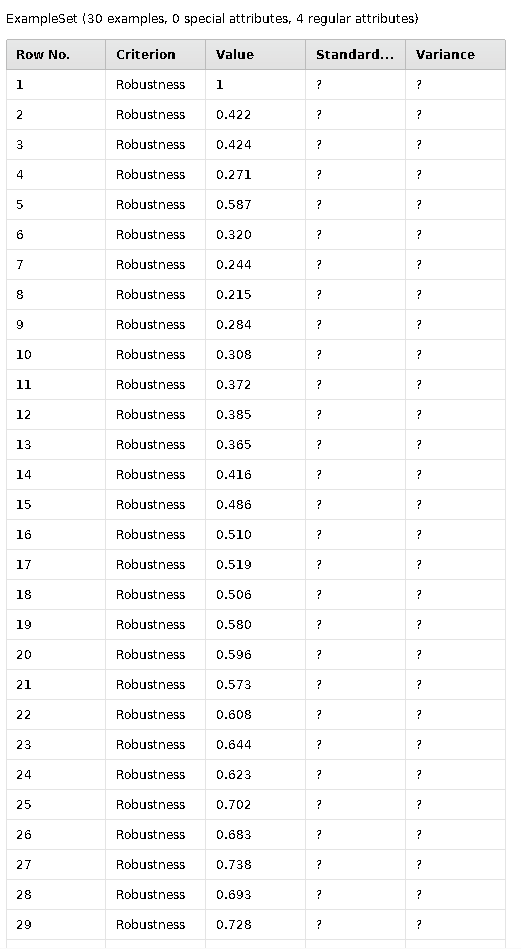 ExampleSet (30 examples, 0 special attributes, 4 regular attributes)
Row No. Criterion Value Standard... Variance
1 Robustness 1 ? ?
2 Robustness 0.422 ? ?
3 Robustness 0.424 ? ?
4 Robustness 0.271 ? ?
5 Robustness 0.587 ? ?
6 Robustness 0.320 ? ?
7 Robustness 0.244 ? ?
8 Robustness 0.215 ? ?
9 Robustness 0.284 ? ?
10 Robustness 0.308 ? ?
11 Robustness 0.372 ? ?
12 Robustness 0.385 ? ?
13 Robustness 0.365 ? ?
14 Robustness 0.416 ? ?
15 Robustness 0.486 ? ?
16 Robustness 0.510 ? ?
17 Robustness 0.519 ? ?
18 Robustness 0.506 ? ?
19 Robustness 0.580 ? ?
20 Robustness 0.596 ? ?
21 Robustness 0.573 ? ?
22 Robustness 0.608 ? ?
23 Robustness 0.644 ? ?
24 Robustness 0.623 ? ?
25 Robustness 0.702 ? ?
26 Robustness 0.683 ? ?
27 Robustness 0.738 ? ?
28 Robustness 0.693 ? ?
29 Robustness 0.728 ? ?